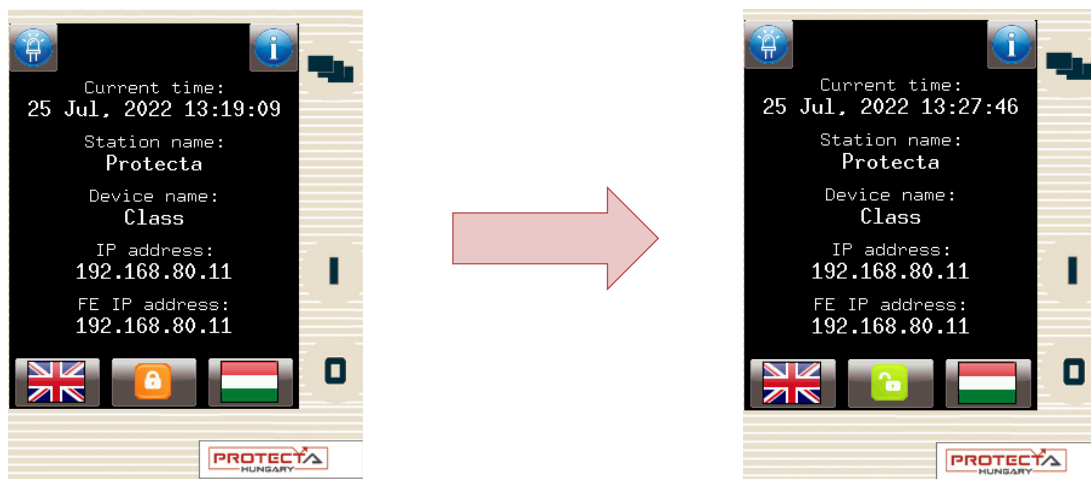 Current time:
25 Jul, 2022 13:19:09
Station name:
Protecta
Device name:
Class
IP address:
192.168.80.11
FE IP address:
192.168.80.11
I
O
PROTECTA
HUNGARY
Current time:
25 Jul, 2022 13:27:46
Station name:
Protecta
Device name:
Class
IP address:
192.168.80.11
FE IP address:
192.168.80.11
I
O
PROTECTA
HUNGARY